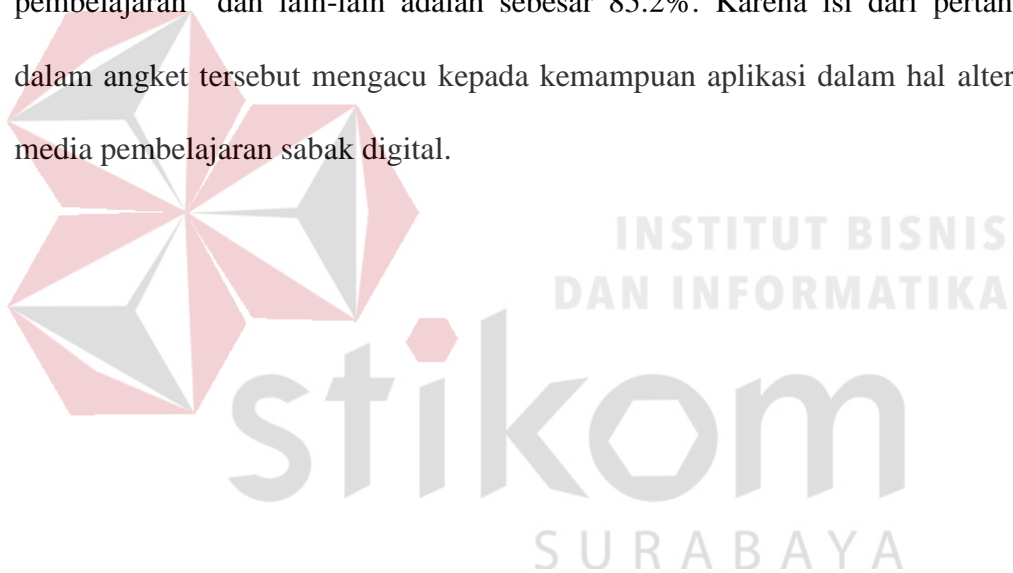 pembelajaran dan lain-lain adalah sebesar 85.2%. Karena isi dari pertan
dalam angket tersebut mengacu kepada kemampuan aplikasi dalam hal alter
media pembelajaran sabak digital.
INSTITUT BISNIS
DAN INFORMATIKA
stikom
SURABAYA